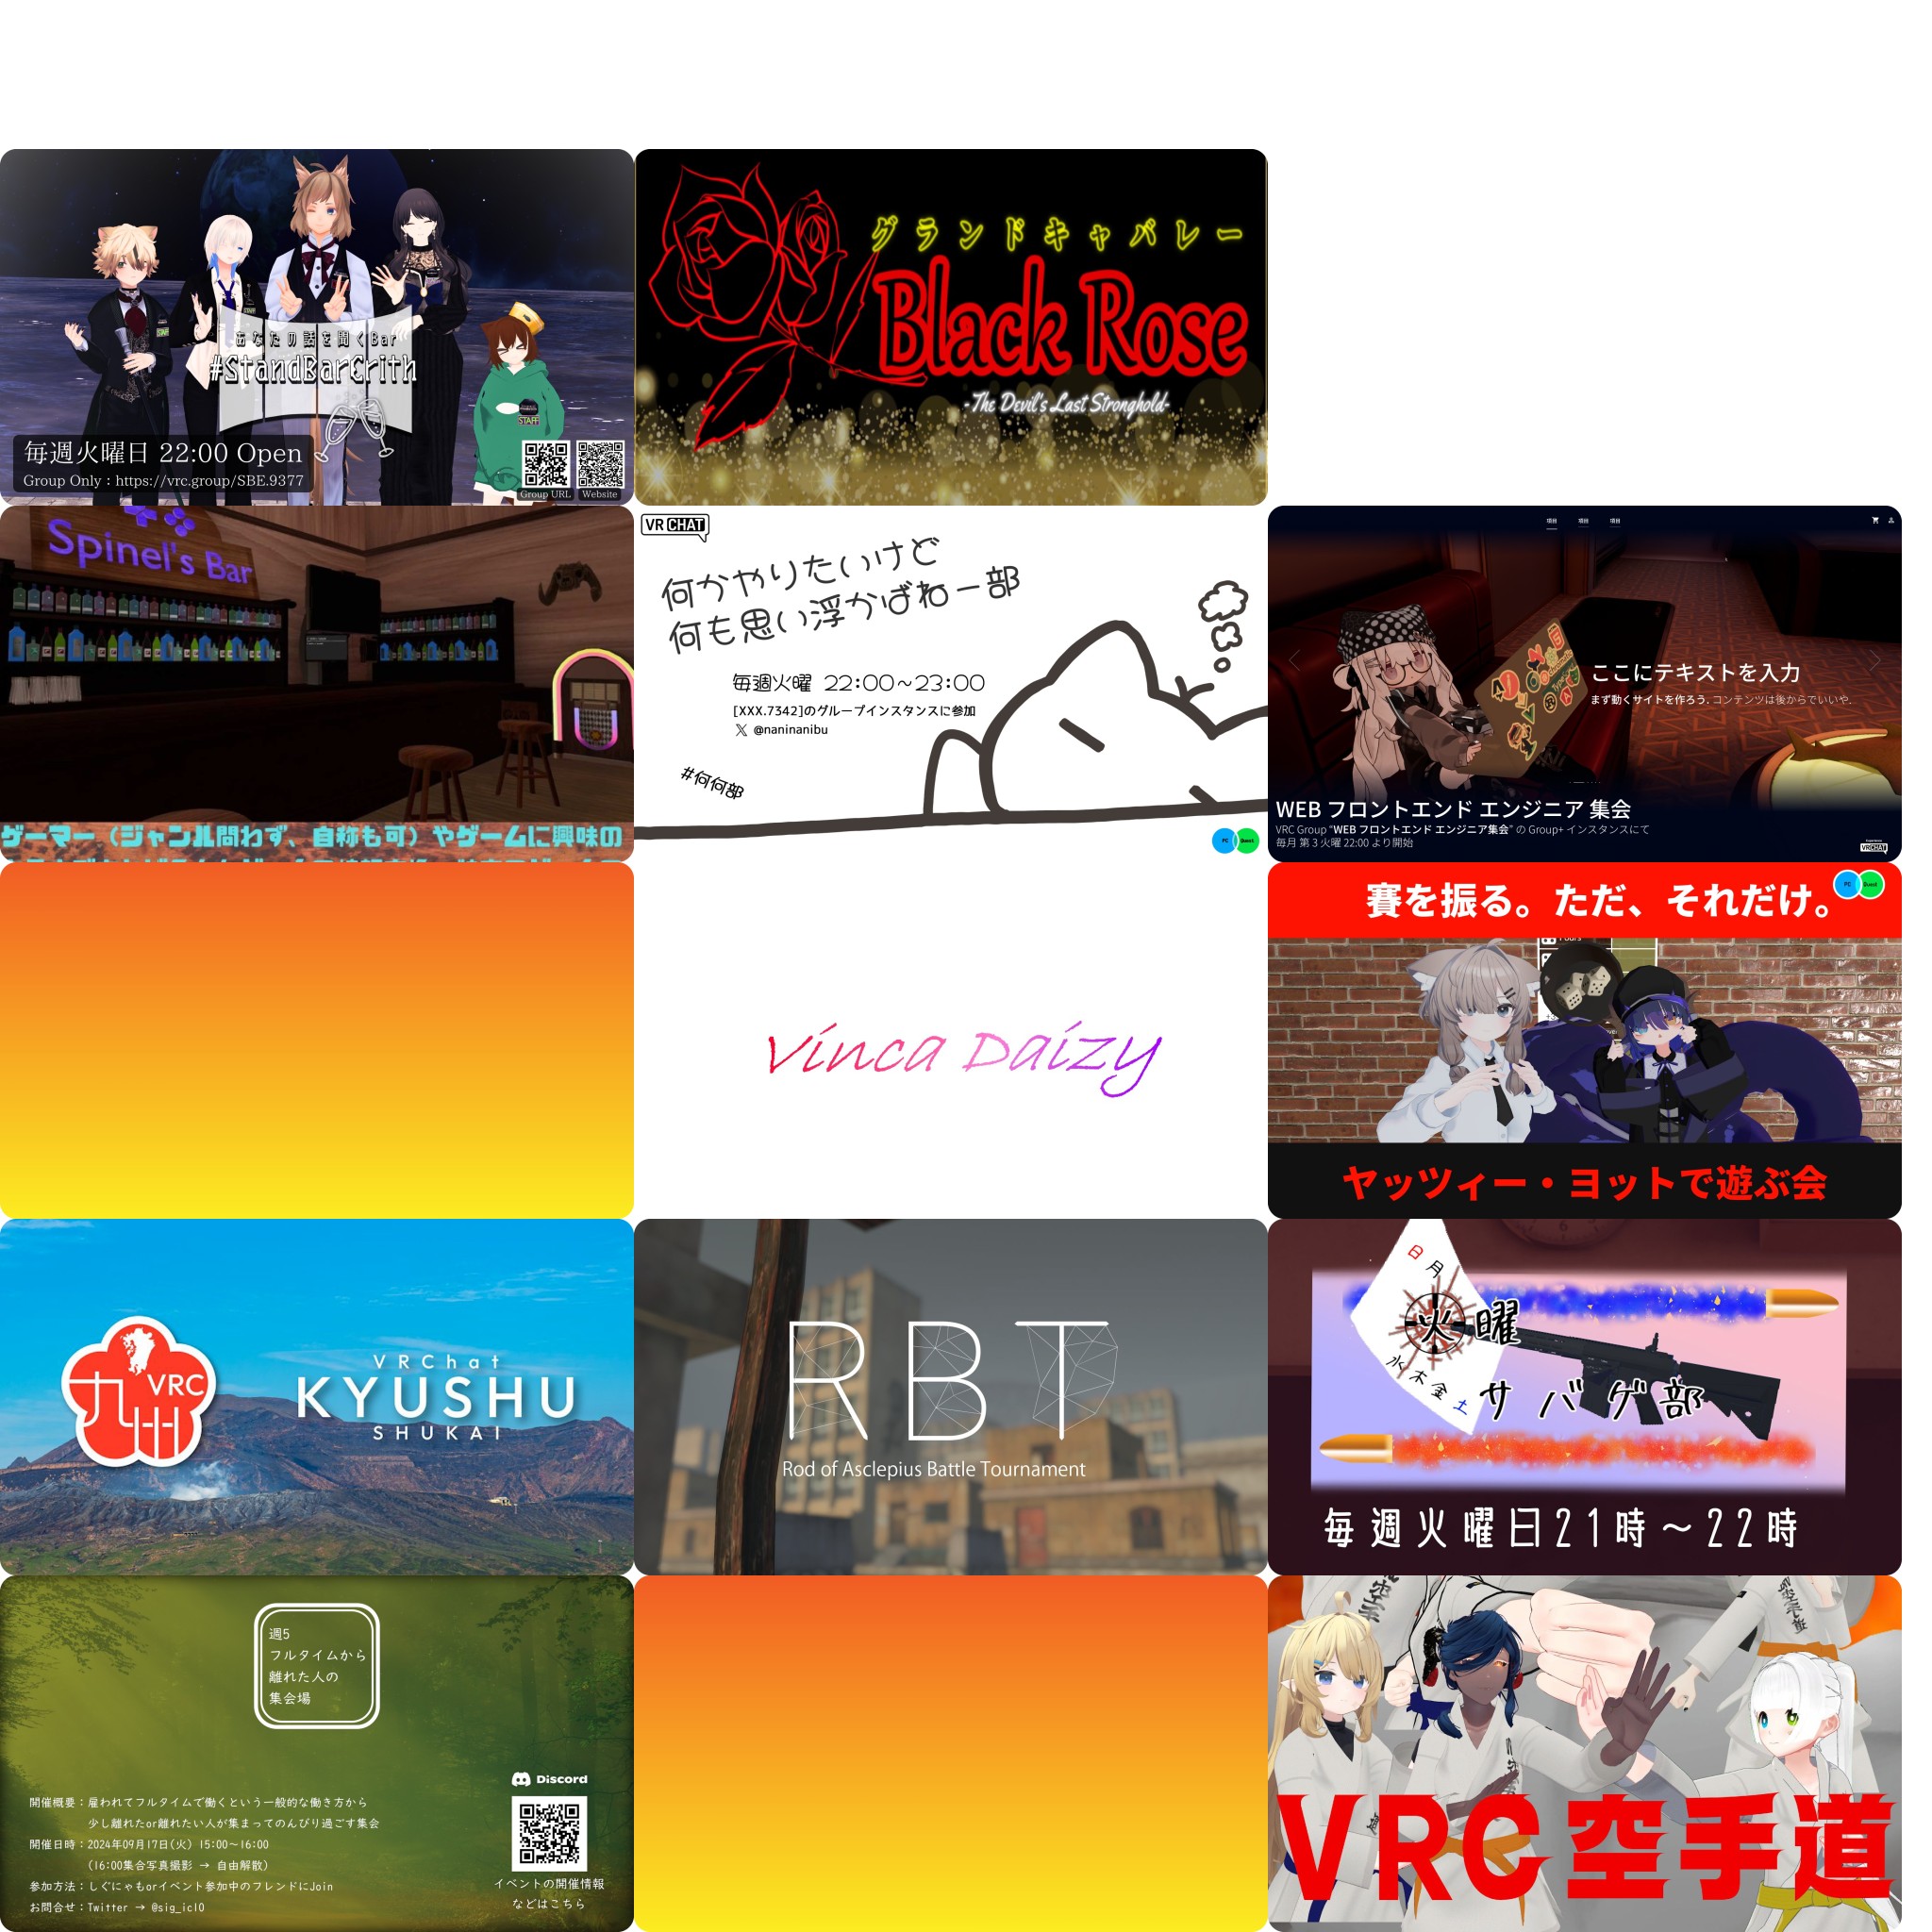 あなたの話を聞くBar
#StandBarCrith
STAFF
毎週火曜日 22:00 Open
Group Only : https://vrc.group/SBE.9377
Group URL
Website
グランドキャバレー
Black Rose
-The Devil's Last Stronghold-
Spinel's Bar
ゲーマー（ジャンル問わず、自称も可）やゲームに興味の
VRCHAT
何かやりたいけど
何も思い浮かばねー部
毎週火曜 22:00~23:00
[XXX.7342]のグループインスタンスに参加
X @naninanibu
#何何部
PC
Quest
項目 項目 項目
ここにテキストを入力
まず動くサイトを作ろう. コンテンツは後からでいいや.
WEB フロントエンド エンジニア 集会
VRC Group "WEB フロントエンド エンジニア集会" の Group+ インスタンスにて
毎月 第 3 火曜 22:00 より開始
VRCHAT
Vinca Daizy
賽を振る。ただ、それだけ。
PC
Quest
ヤッツィー・ヨットで遊ぶ会
九州
VRC
VRChat
KYUSHU
SHUKAI
RBT
Rod of Asclepius Battle Tournament
日
月
火曜
水
木
金
土
サバゲ部
毎週火曜日21時～22時
週5
フルタイムから
離れた人の
集会場
開催概要：雇われてフルタイムで働くという一般的な働き方から
少し離れたor離れたい人が集まってのんびり過ごす集会
開催日時：2024年09月17日(火) 15:00～16:00
(16:00集合写真撮影 → 自由解散)
参加方法：しぐにゃもorイベント参加中のフレンドにJoin
お問合せ：Twitter → @sig_icl0
Discord
イベントの開催情報
などはこちら
VRC空手道